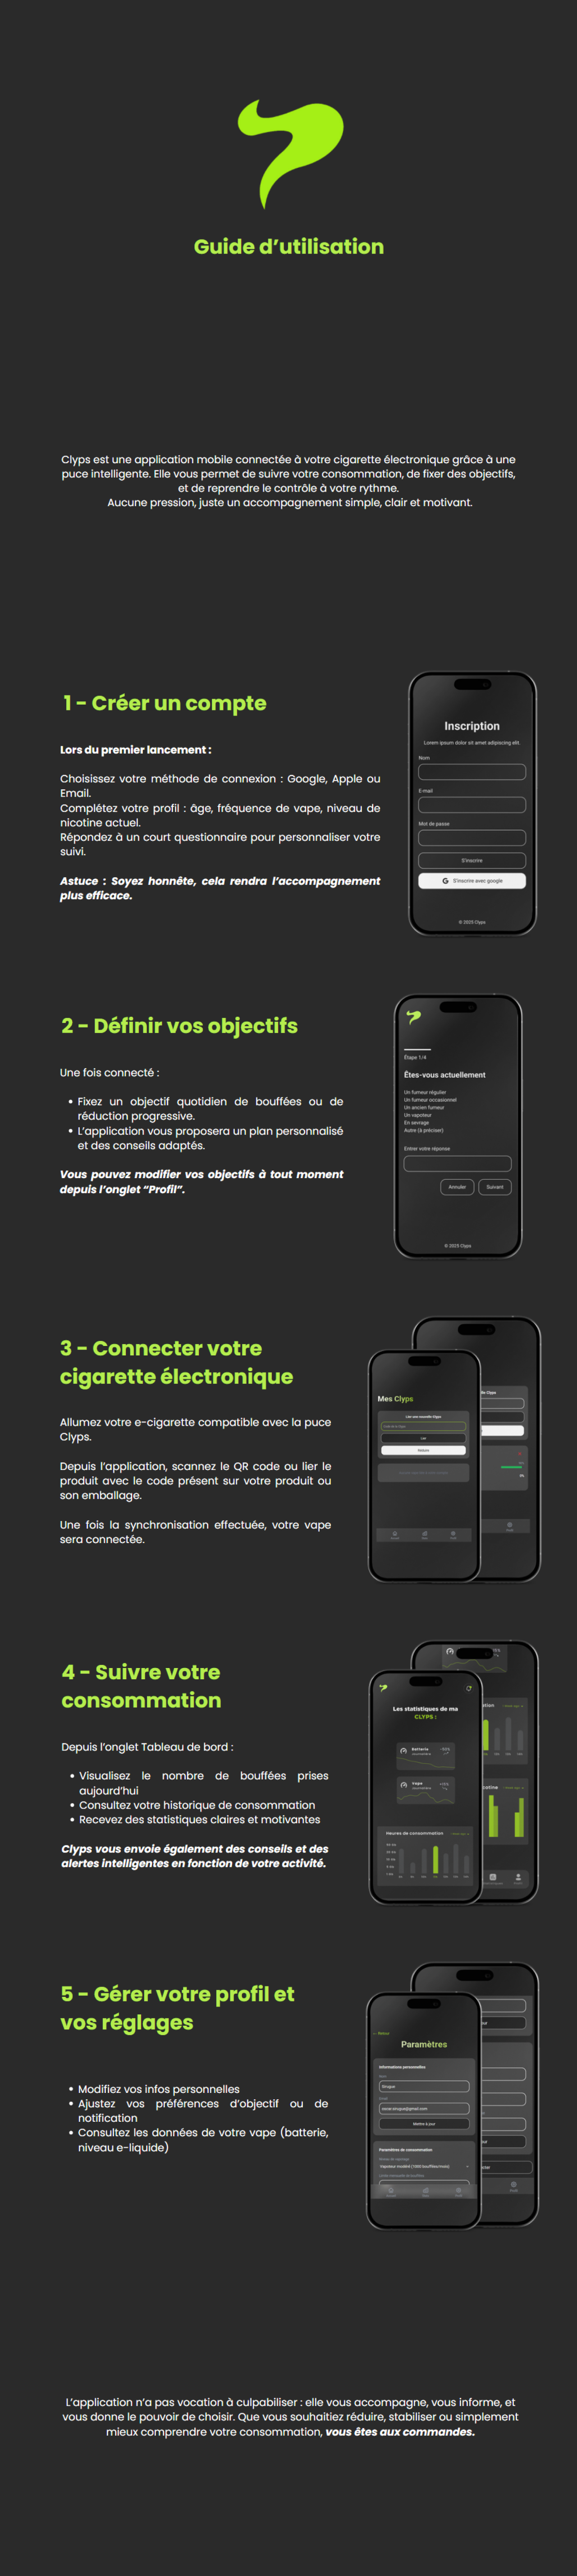 Guide d'utilisation
Clyps est une application mobile connectée à votre cigarette électronique grâce à une
puce intelligente. Elle vous permet de suivre votre consommation, de fixer des objectifs,
et de reprendre le contrôle à votre rythme.
Aucune pression, juste un accompagnement simple, clair et motivant.
1 - Créer un compte
Lors du premier lancement :
Choisissez votre méthode de connexion : Google, Apple ou
Email.
Complétez votre profil : âge, fréquence de vape, niveau de
nicotine actuel.
Répondez à un court questionnaire pour personnaliser votre
suivi.
Astuce : Soyez honnête, cela rendra l'accompagnement
plus efficace.
Inscription
Lorem ipsum dolor sit amet adipiscing elit.
Nom
E-mail
Mot de passe
S'inscrire
S'inscrire avec google
© 2025 Clyps
2 - Définir vos objectifs
Une fois connecté :
• Fixez un objectif quotidien de bouffées ou de
réduction progressive.
• L'application vous proposera un plan personnalisé
et des conseils adaptés.
Vous pouvez modifier vos objectifs à tout moment
depuis l'onglet "Profil".
Étape 1/4
Êtes-vous actuellement
Un fumeur régulier
Un fumeur occasionnel
Un ancien fumeur
Un vapoteur
En sevrage
Autre (à préciser)
Entrer votre réponse
Annuler
Suivant
© 2025 Clyps
3 - Connecter votre
cigarette électronique
Allumez votre e-cigarette compatible avec la puce
Clyps.
Depuis l'application, scannez le QR code ou lier le
produit avec le code présent sur votre produit ou
son emballage.
Une fois la synchronisation effectuée, votre vape
sera connectée.
Mes Clyps
Lier une nouvelle Clyps
Lier
4 - Suivre votre
consommation
Depuis l'onglet Tableau de bord :
• Visualisez le nombre de bouffées prises
aujourd'hui
• Consultez votre historique de consommation
• Recevez des statistiques claires et motivantes
Clyps vous envoie également des conseils et des
alertes intelligentes en fonction de votre activité.
Les statistiques de ma
CLYPS :
Batterie
Vape
Heures de consommation
5 - Gérer votre profil et
vos réglages
• Modifiez vos infos personnelles
• Ajustez vos préférences d'objectif ou de
notification
• Consultez les données de votre vape (batterie,
niveau e-liquide)
Retour
Paramètres
Informations personnelles
Nom
Email
Mettre à jour
Paramètres de consommation
L'application n'a pas vocation à culpabiliser : elle vous accompagne, vous informe, et
vous donne le pouvoir de choisir. Que vous souhaitiez réduire, stabiliser ou simplement
mieux comprendre votre consommation, vous êtes aux commandes.